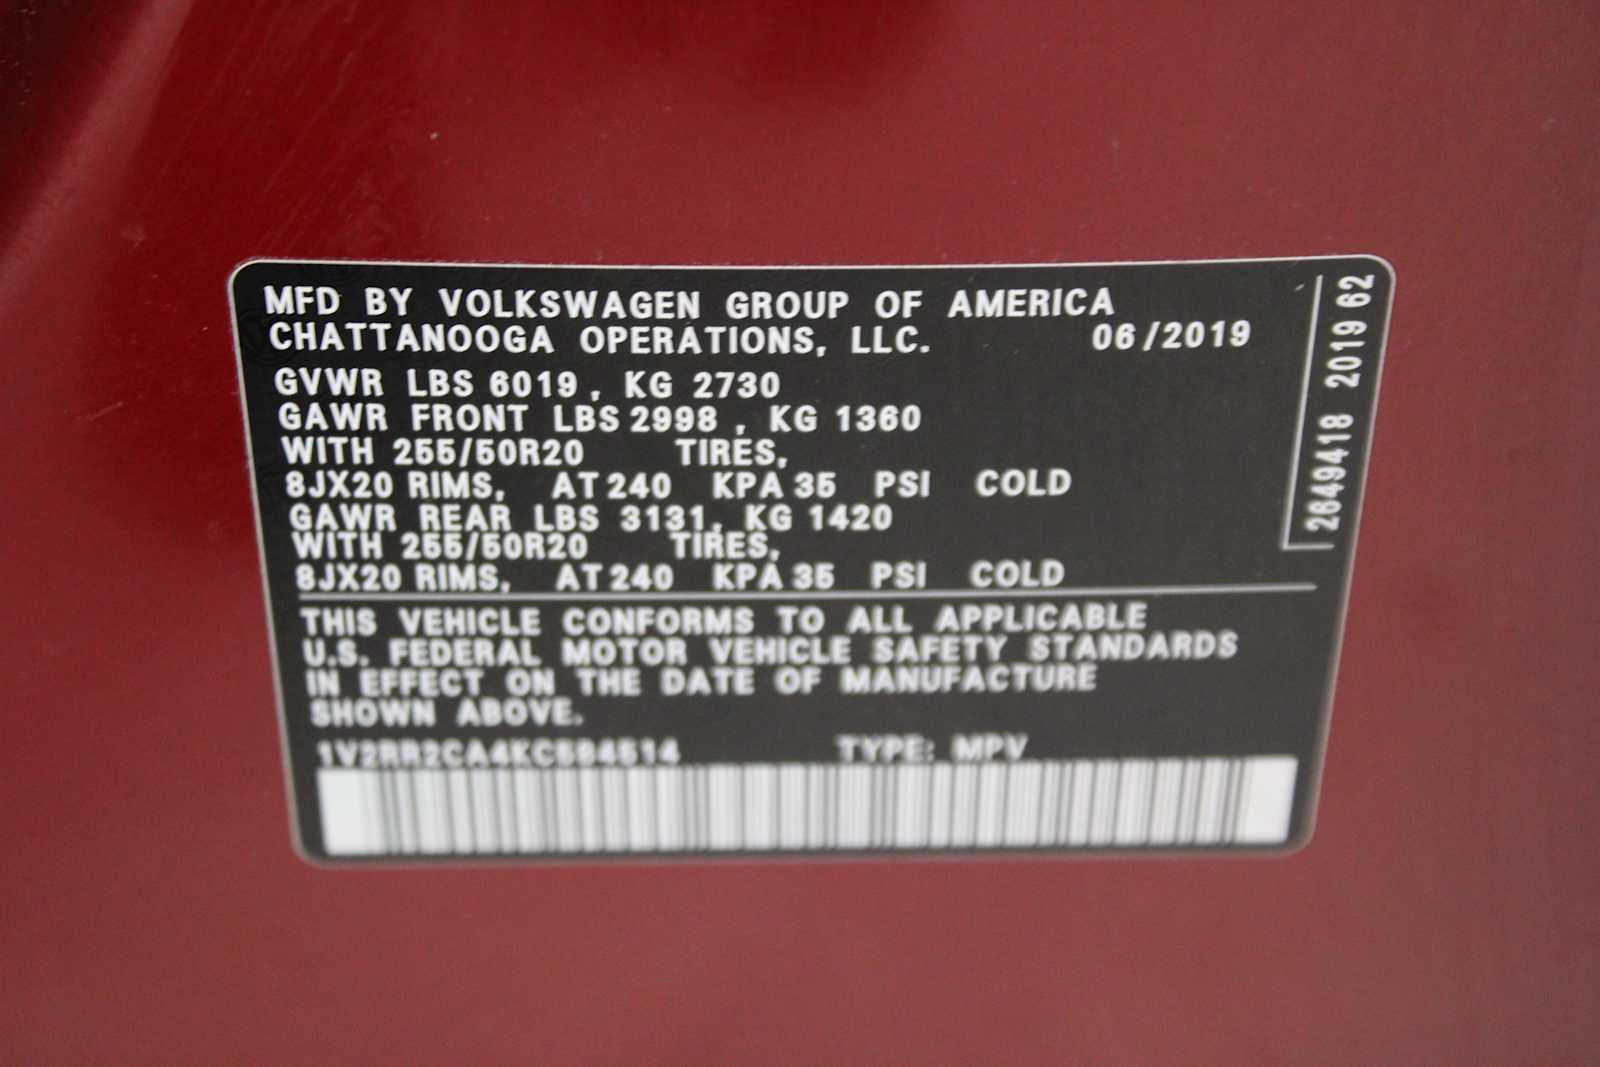 MFD BY VOLKSWAGEN GROUP OF AMERICA
CHATTANOOGA OPERATIONS, LLC. 06/2019
GVWR LBS 6019, KG 2730
GAWR FRONT LBS 2998, KG 1360
WITH 255/50R20 TIRES,
8JX20 RIMS, AT 240 KPA 35 PSI COLD
GAWR REAR LBS 3131, KG 1420
WITH 255/50R20 TIRES,
8JX20 RIMS, AT 240 KPA 35 PSI COLD
THIS VEHICLE CONFORMS TO ALL APPLICABLE
U.S. FEDERAL MOTOR VEHICLE SAFETY STANDARDS
IN EFFECT ON THE DATE OF MANUFACTURE
SHOWN ABOVE.
1V2RR2CA4KC594514 TYPE: MPV
2649418 2019 62